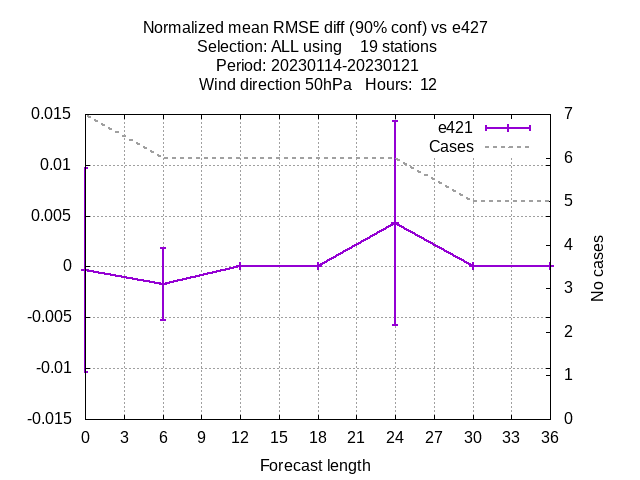 Normalized mean RMSE diff (90% conf) vs e427
Selection: ALL using    19 stations
Period: 20230114-20230121
Wind direction 50hPa   Hours:  12
0.015
0.01
0.005
0
-0.005
-0.01
-0.015
7
6
5
4
3
2
1
0
e421
Cases
No cases
0 3 6 9 12 15 18 21 24 27 30 33 36
Forecast length